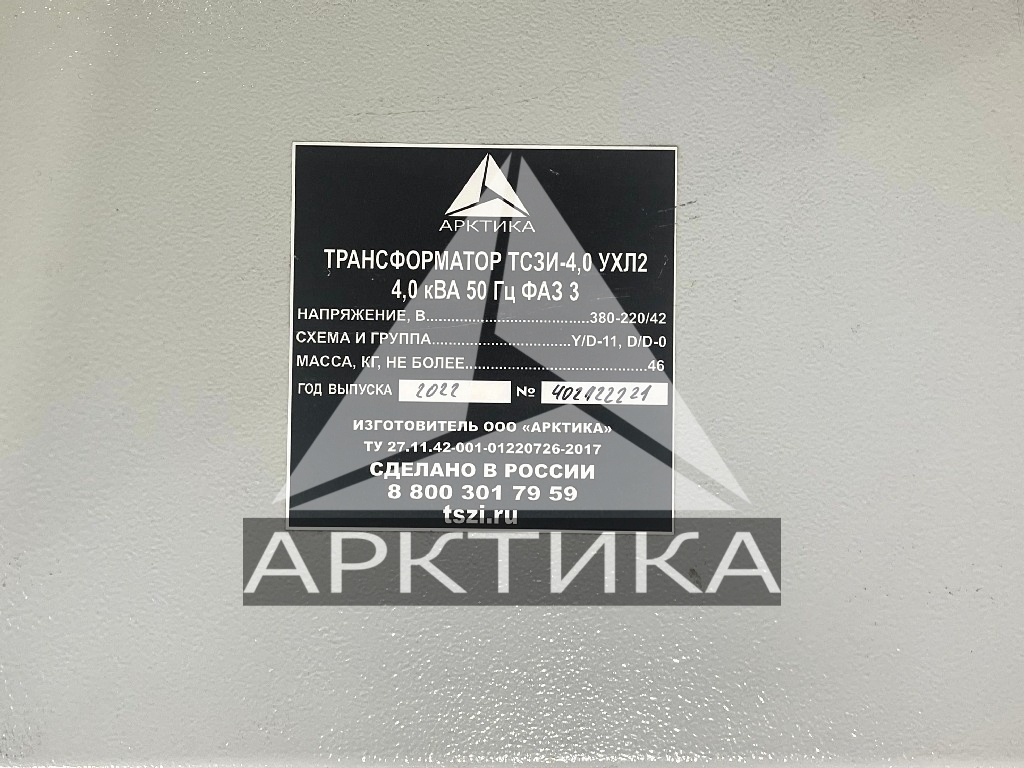 АРКТИКА
ТРАНСФОРМАТОР ТСЗИ-4,0 УХЛ2
4,0 кВА 50 Гц ФАЗ 3
НАПРЯЖЕНИЕ, В....................................380-220/42
СХЕМА И ГРУППА..............................Y/D-11, D/D-0
МАССА, КГ, НЕ БОЛЕЕ.......................................46
ГОД ВЫПУСКА 2022 № 402122221
ИЗГОТОВИТЕЛЬ ООО «АРКТИКА»
ТУ 27.11.42-001-01220726-2017
СДЕЛАНО В РОССИИ
8 800 301 79 59
tszi.ru
АРКТИКА